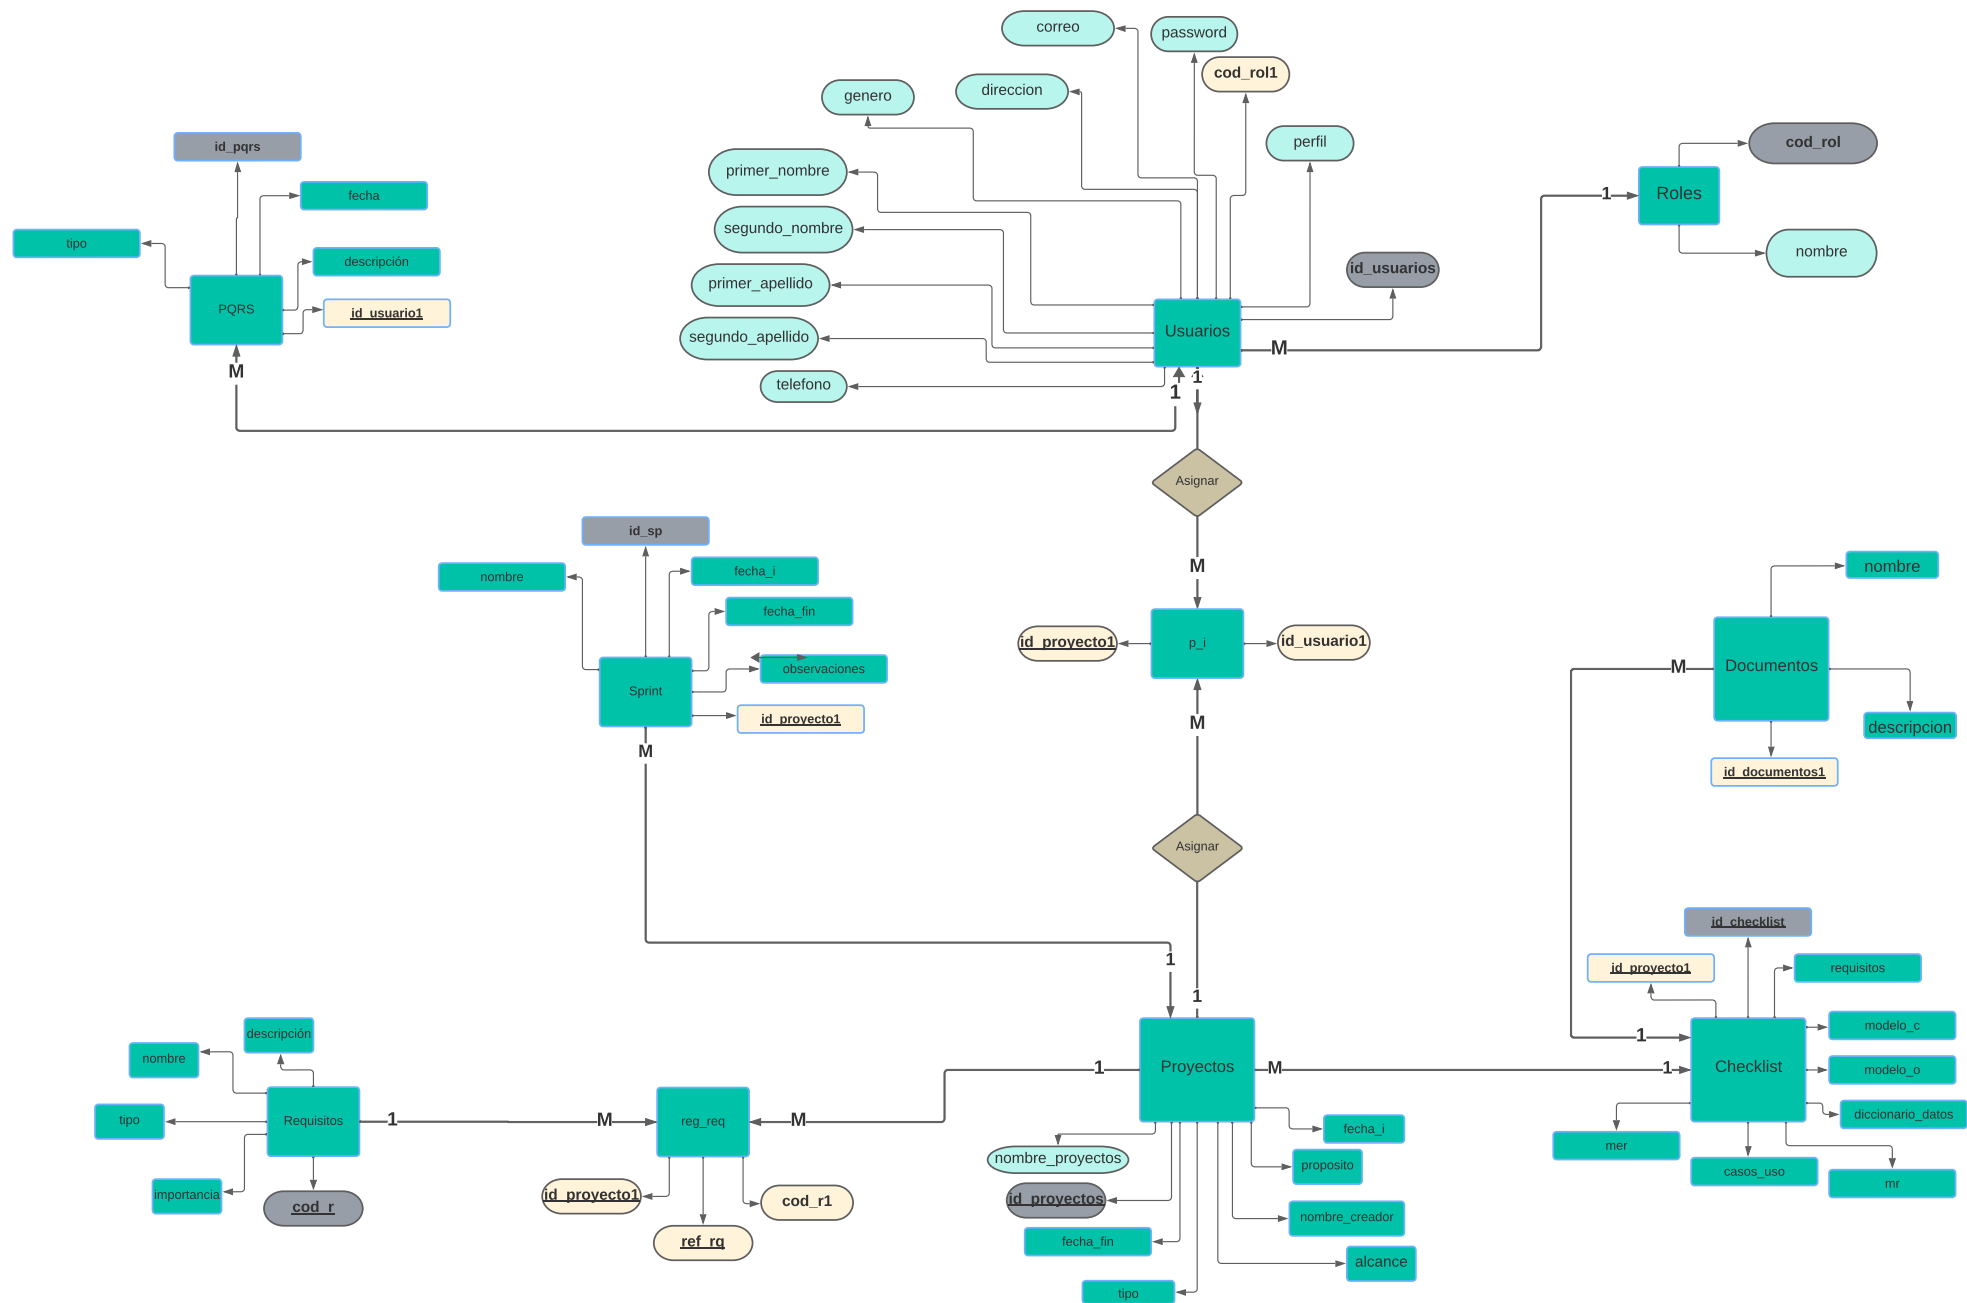 correo
password
cod_rol1
genero
direccion
perfil
cod_rol
id_pqrs
primer_nombre
Roles
fecha
1
segundo_nombre
tipo
nombre
descripción
id_usuarios
primer_apellido
PQRS
id_usuario1
Usuarios
segundo_apellido
M
M
telefono
1
1
Asignar
id_sp
nombre
fecha_i
M
nombre
fecha_fin
id_proyecto1
p_i
id_usuario1
observaciones
Sprint
M
Documentos
id_proyecto1
M
M
descripcion
id_documentos1
Asignar
id_checklist
1
id_proyecto1
requisitos
1
descripción
modelo_c
1
nombre
Proyectos
1
M
1
Checklist
modelo_o
tipo
Requisitos
1
M
reg_req
M
diccionario_datos
fecha_i
mer
nombre_proyectos
proposito
casos_uso
mr
importancia
id_proyecto1
cod_r1
id_proyectos
cod_r
nombre_creador
ref_rq
fecha_fin
alcance
tipo